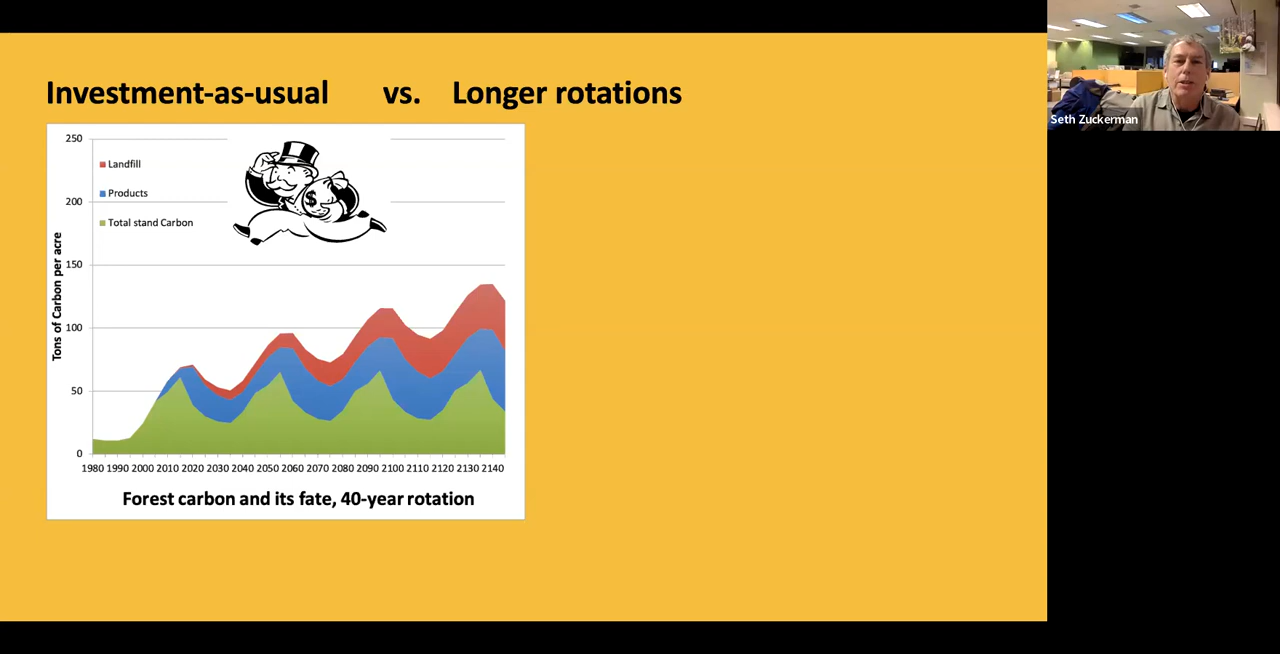 Investment-as-usual vs. Longer rotations
Seth Zuckerman
250
200
150
100
50
0
Landfill
Products
Total stand Carbon
$
Tons of Carbon per acre
1980 1990 2000 2010 2020 2030 2040 2050 2060 2070 2080 2090 2100 2110 2120 2130 2140
Forest carbon and its fate, 40-year rotation